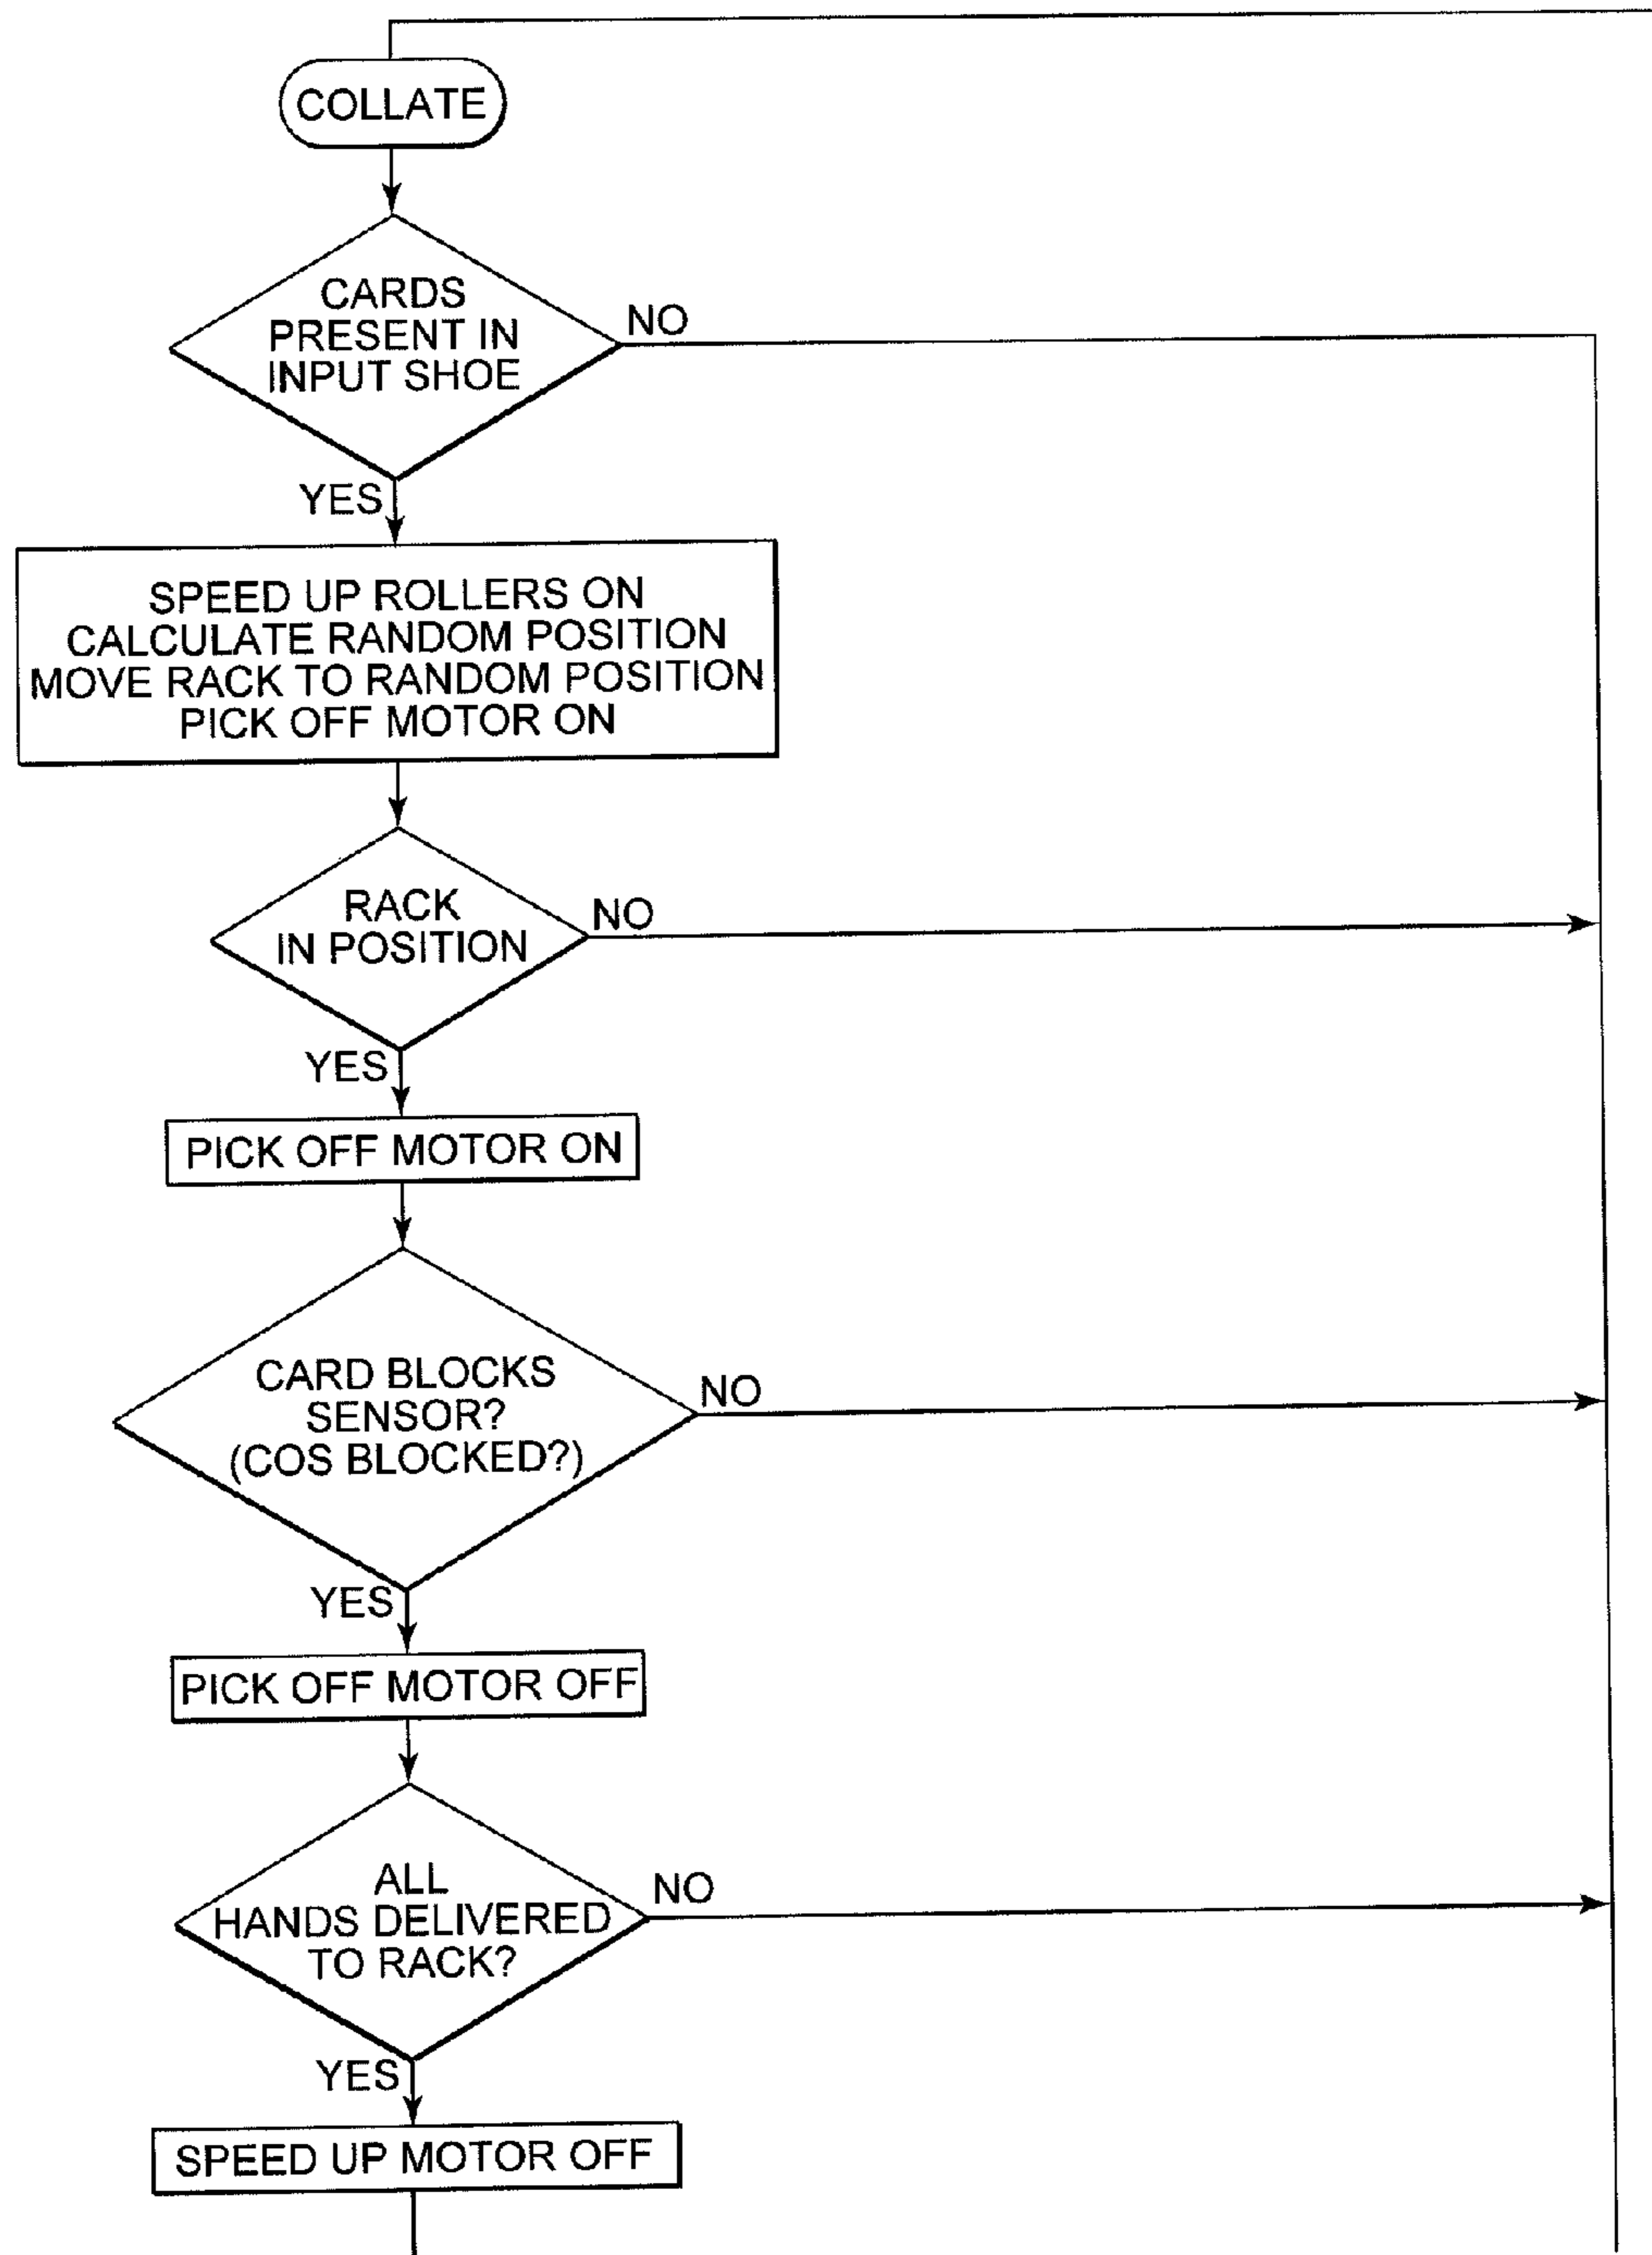 COLLATE
CARDS
PRESENT IN
INPUT SHOE
NO
YES
SPEED UP ROLLERS ON
CALCULATE RANDOM POSITION
MOVE RACK TO RANDOM POSITION
PICK OFF MOTOR ON
RACK
IN POSITION
NO
YES
PICK OFF MOTOR ON
CARD BLOCKS
SENSOR?
(COS BLOCKED?)
NO
YES
PICK OFF MOTOR OFF
ALL
HANDS DELIVERED
TO RACK?
NO
YES
SPEED UP MOTOR OFF